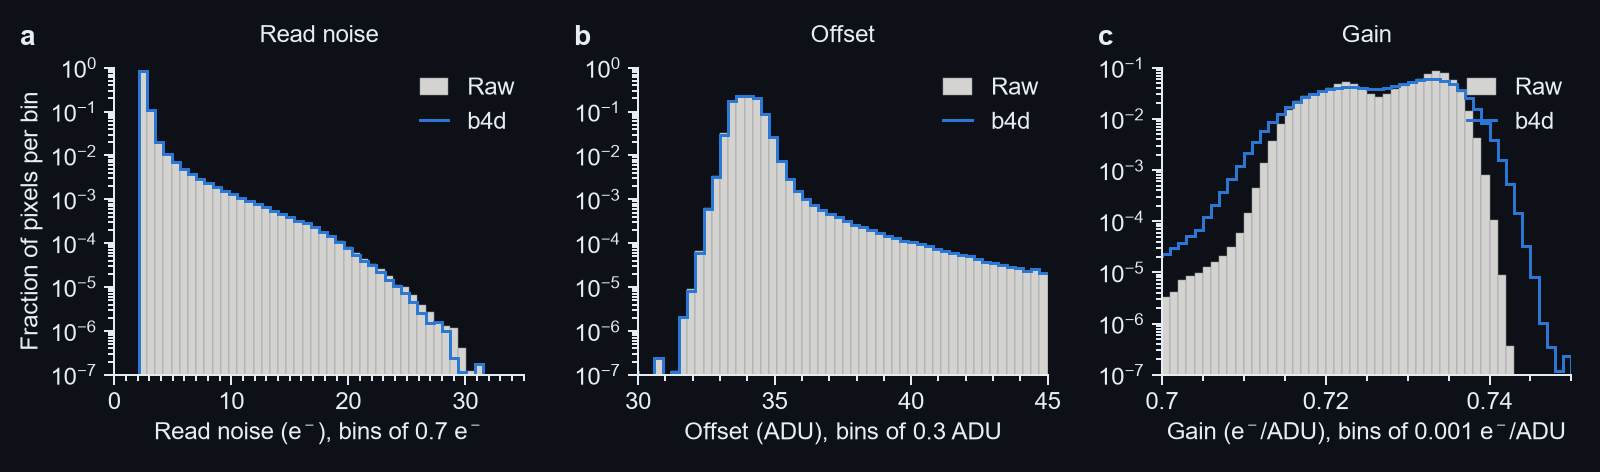 a Read noise
Raw
b4d
Fraction of pixels per bin
10⁰
10⁻¹
10⁻²
10⁻³
10⁻⁴
10⁻⁵
10⁻⁶
10⁻⁷
0 10 20 30
Read noise (e⁻), bins of 0.7 e⁻
b Offset
Raw
b4d
10⁰
10⁻¹
10⁻²
10⁻³
10⁻⁴
10⁻⁵
10⁻⁶
10⁻⁷
30 35 40 45
Offset (ADU), bins of 0.3 ADU
c Gain
Raw
b4d
10⁻¹
10⁻²
10⁻³
10⁻⁴
10⁻⁵
10⁻⁶
10⁻⁷
0.7 0.72 0.74
Gain (e⁻/ADU), bins of 0.001 e⁻/ADU